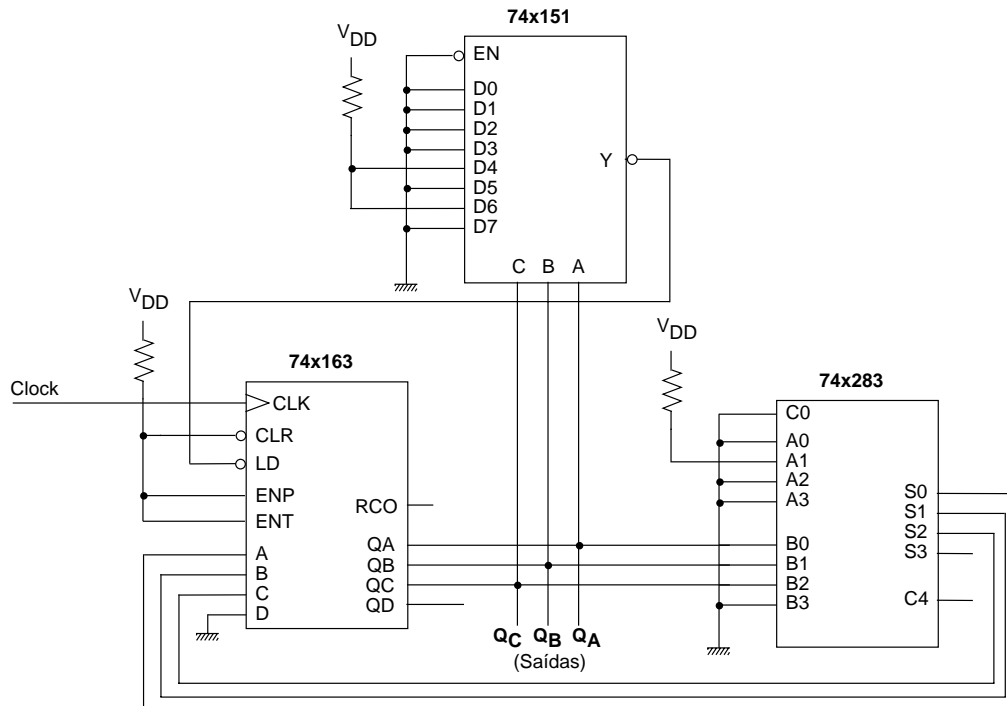 74x151
VDD
EN
D0
D1
D2
D3
D4
D5
D6
D7
Y
C B A
VDD
74x163
Clock
CLK
CLR
LD
ENP
ENT
A
B
C
D
RCO
QA
QB
QC
QD
QC QB QA
(Saídas)
VDD
74x283
C0
A0
A1
A2
A3
B0
B1
B2
B3
S0
S1
S2
S3
C4